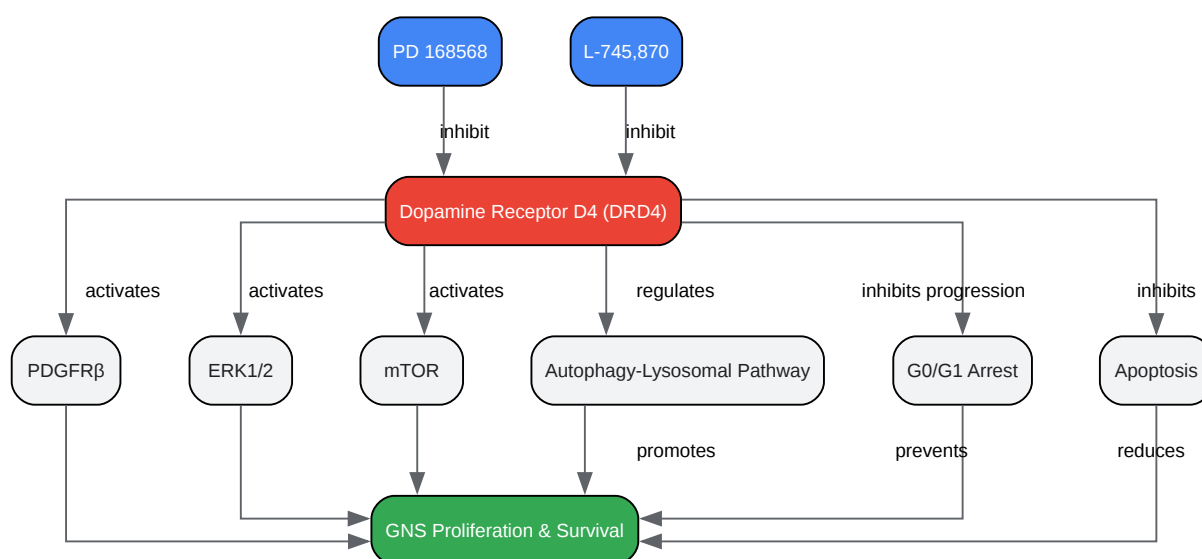 PD 168568
L-745,870
inhibit
inhibit
Dopamine Receptor D4 (DRD4)
activates
activates
activates
regulates
inhibits progression
inhibits
PDGFRβ
ERK1/2
mTOR
Autophagy-Lysosomal Pathway
G0/G1 Arrest
Apoptosis
promotes
prevents
reduces
GNS Proliferation & Survival